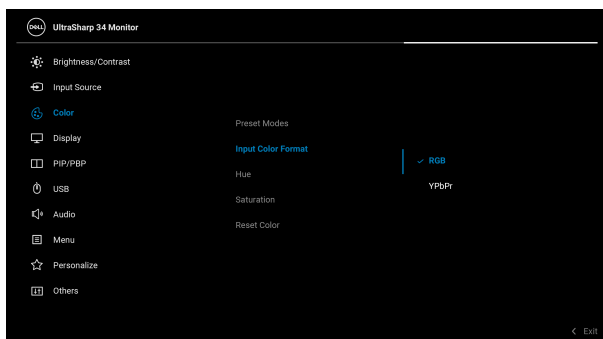 DELL UltraSharp 34 Monitor
Brightness/Contrast
Input Source
Color
Display
PIP/PBP
USB
Audio
Menu
Personalize
Others
Preset Modes
Input Color Format
Hue
Saturation
Reset Color
RGB
YPbPr
Exit